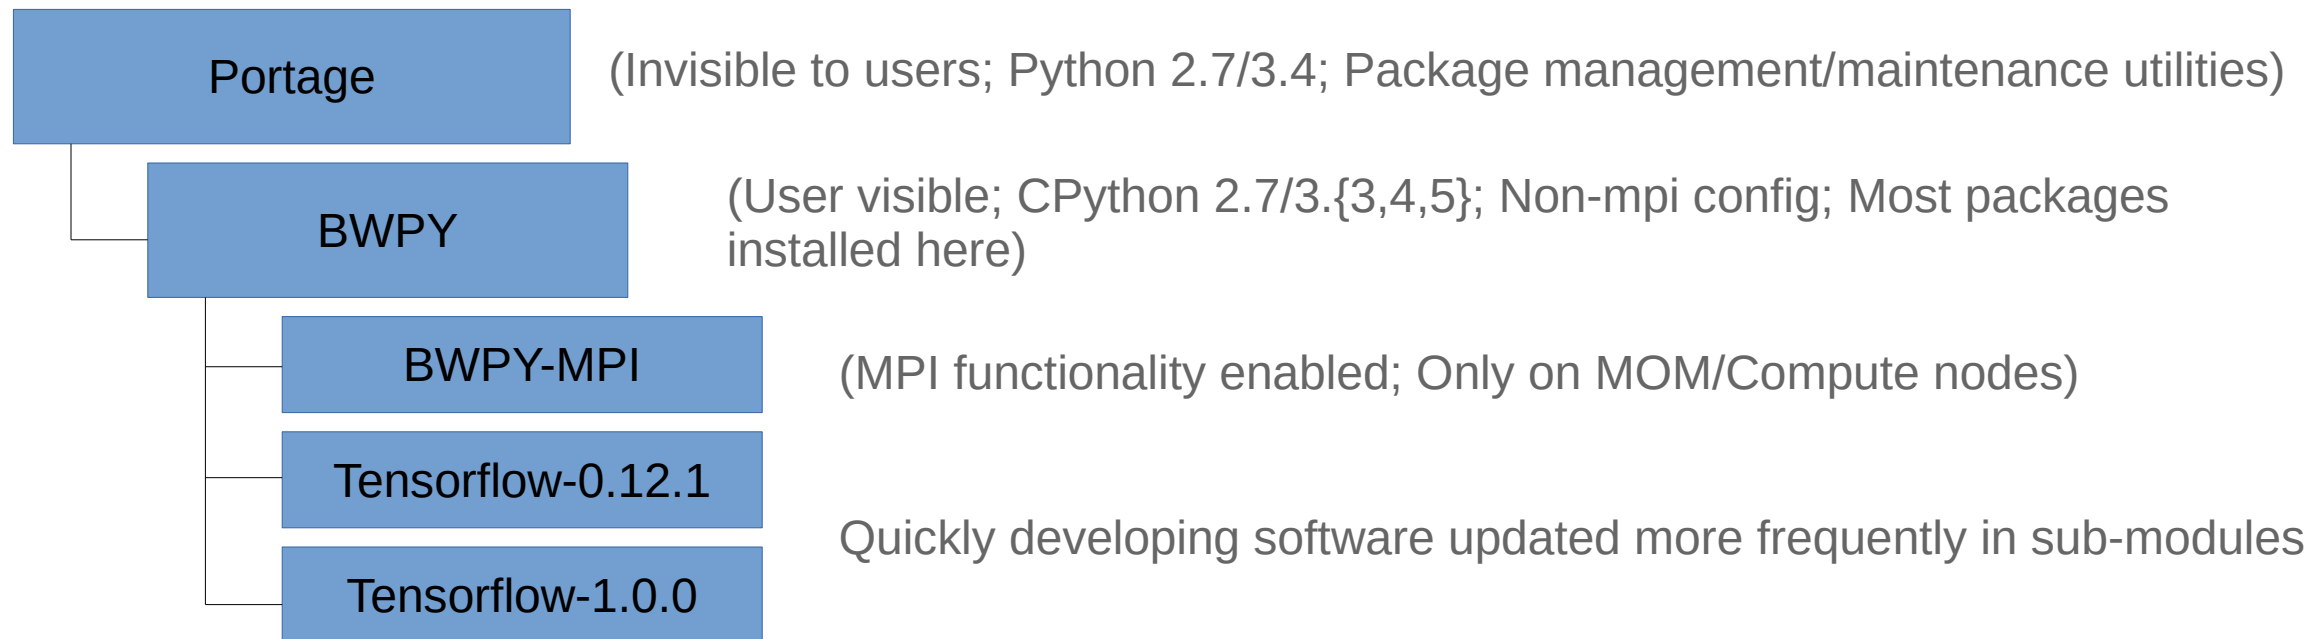 Portage
(Invisible to users; Python 2.7/3.4; Package management/maintenance utilities)
BWPY
(User visible; CPython 2.7/3.{3,4,5}; Non-mpi config; Most packages
installed here)
BWPY-MPI
(MPI functionality enabled; Only on MOM/Compute nodes)
Tensorflow-0.12.1
Quickly developing software updated more frequently in sub-modules
Tensorflow-1.0.0